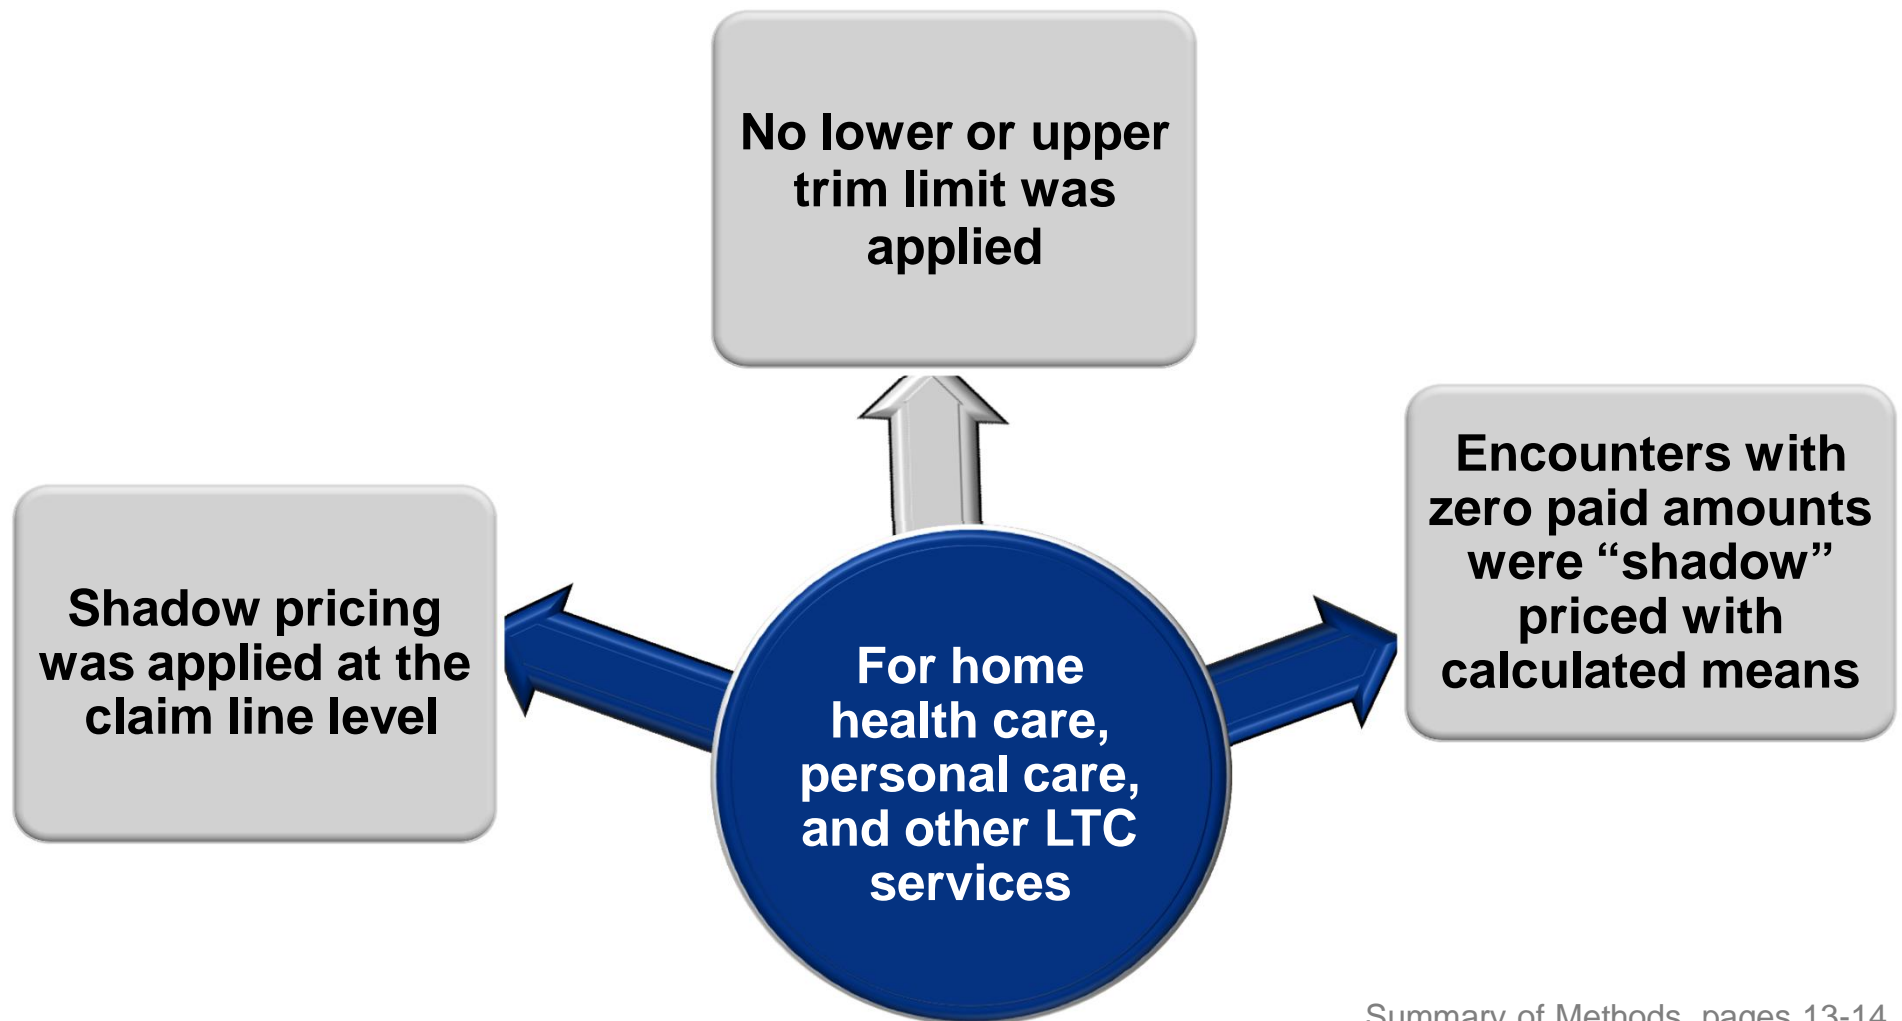 No lower or upper
trim limit was
applied
Shadow pricing
was applied at the
claim line level
Encounters with
zero paid amounts
were “shadow”
priced with
calculated means
For home
health care,
personal care,
and other LTC
services
Summary of Methods, pages 13-14